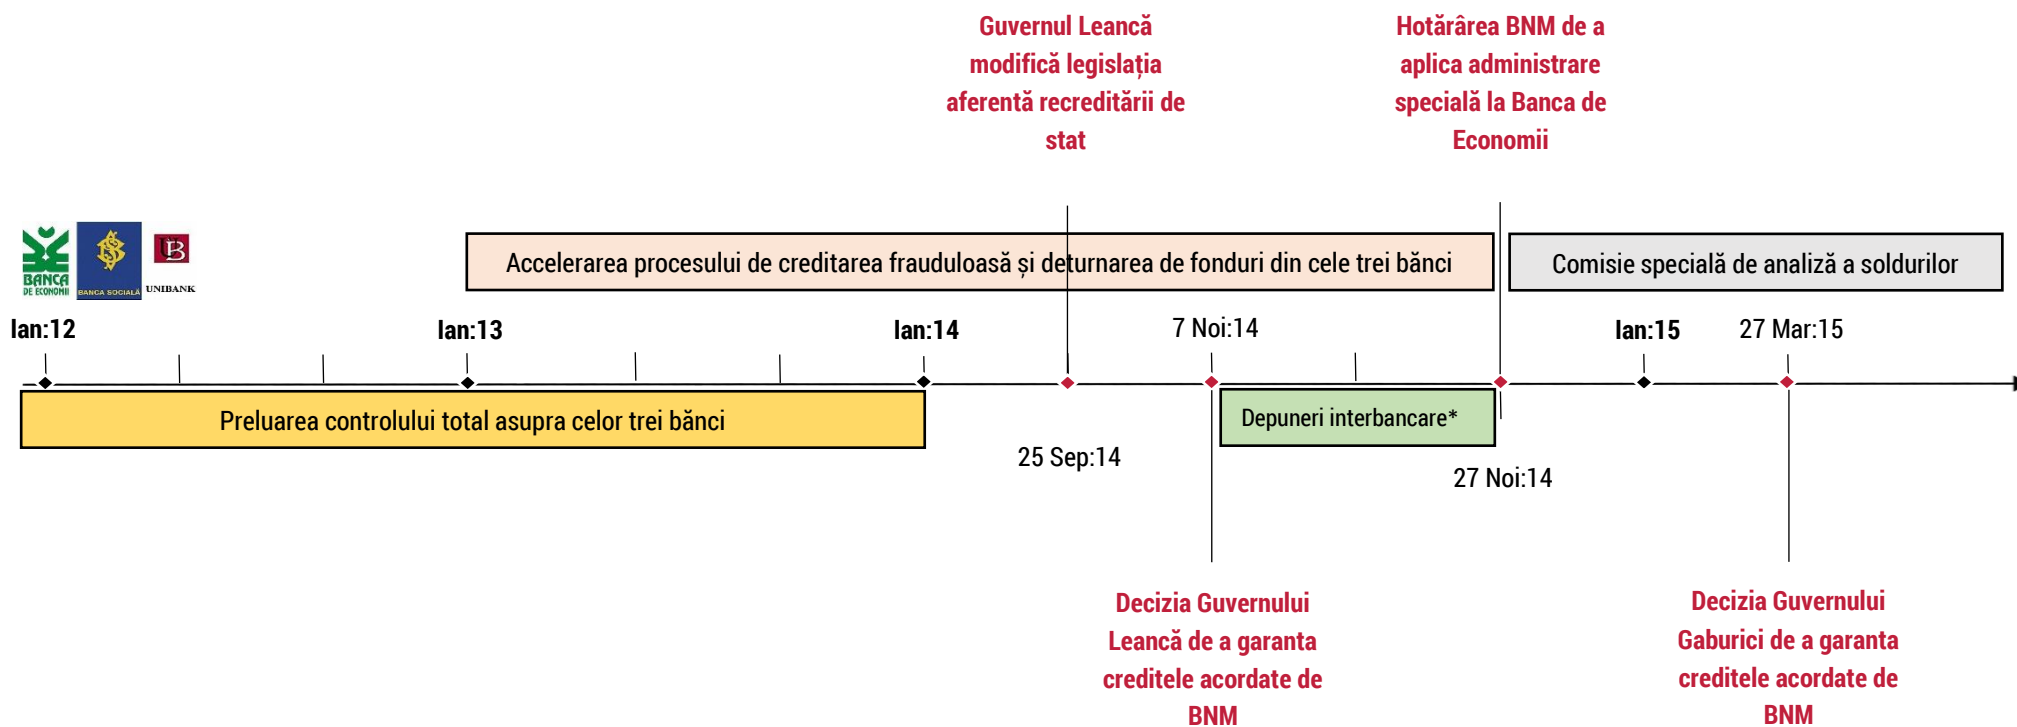 Guvernul Leancă
modifică legislația
aferentă recreditării de
stat
Hotărârea BNM de a
aplica administrare
specială la Banca de
Economii
BANCA
DE ECONOMII
BANCA SOCIALĂ
UB
UNIBANK
Accelerarea procesului de creditarea frauduloasă și deturnarea de fonduri din cele trei bănci
Comisie specială de analiză a soldurilor
Ian:12
Ian:13
Ian:14
7 Noi:14
Ian:15
27 Mar:15
Preluarea controlului total asupra celor trei bănci
Depuneri interbancare*
25 Sep:14
27 Noi:14
Decizia Guvernului
Leancă de a garanta
creditele acordate de
BNM
Decizia Guvernului
Gaburici de a garanta
creditele acordate de
BNM